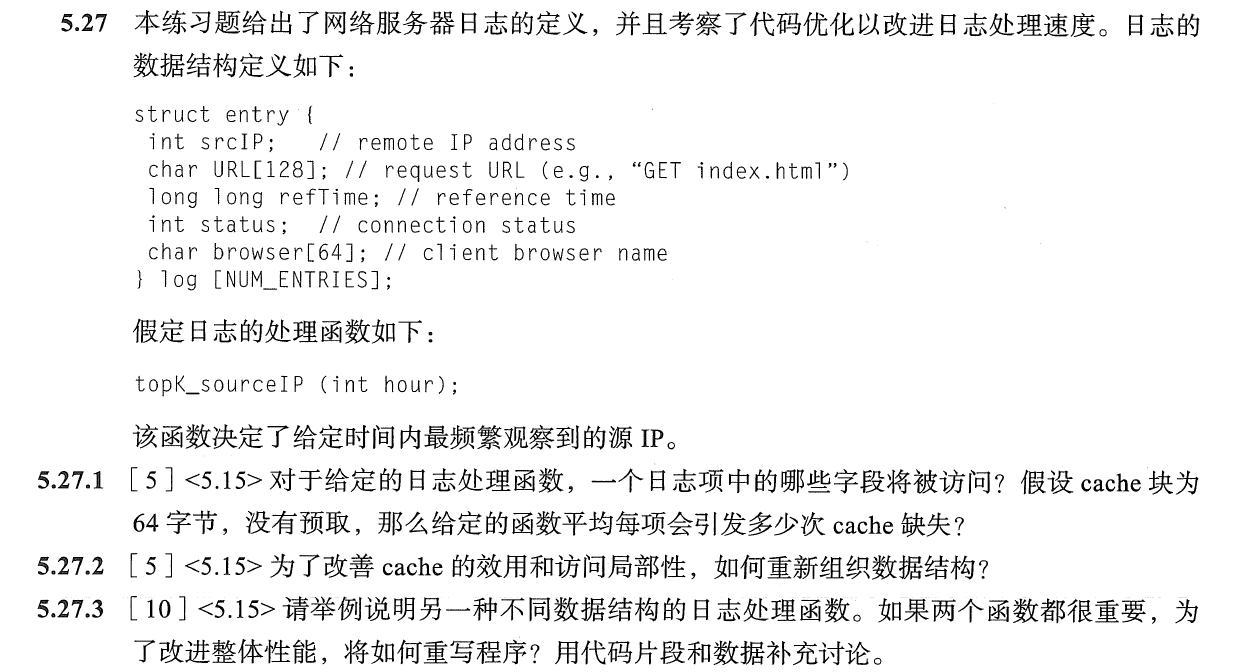 5.27 本练习题给出了网络服务器日志的定义，并且考察了代码优化以改进日志处理速度。日志的
数据结构定义如下：
struct entry {
int srcIP; // remote IP address
char URL[128]; // request URL (e.g., “GET index.html”)
long long refTime; // reference time
int status; // connection status
char browser[64]; // client browser name
} log [NUM_ENTRIES];
假定日志的处理函数如下：
topK_sourceIP (int hour);
该函数决定了给定时间内最频繁观察到的源 IP。
5.27.1 [ 5 ] <5.15> 对于给定的日志处理函数，一个日志项中的哪些字段将被访问？假设 cache 块为
64 字节，没有预取，那么给定的函数平均每项会引发多少次 cache 缺失？
5.27.2 [ 5 ] <5.15> 为了改善 cache 的效用和访问局部性，如何重新组织数据结构？
5.27.3 [ 10 ] <5.15> 请举例说明另一种不同数据结构的日志处理函数。如果两个函数都很重要，为
了改进整体性能，将如何重写程序？用代码片段和数据补充讨论。